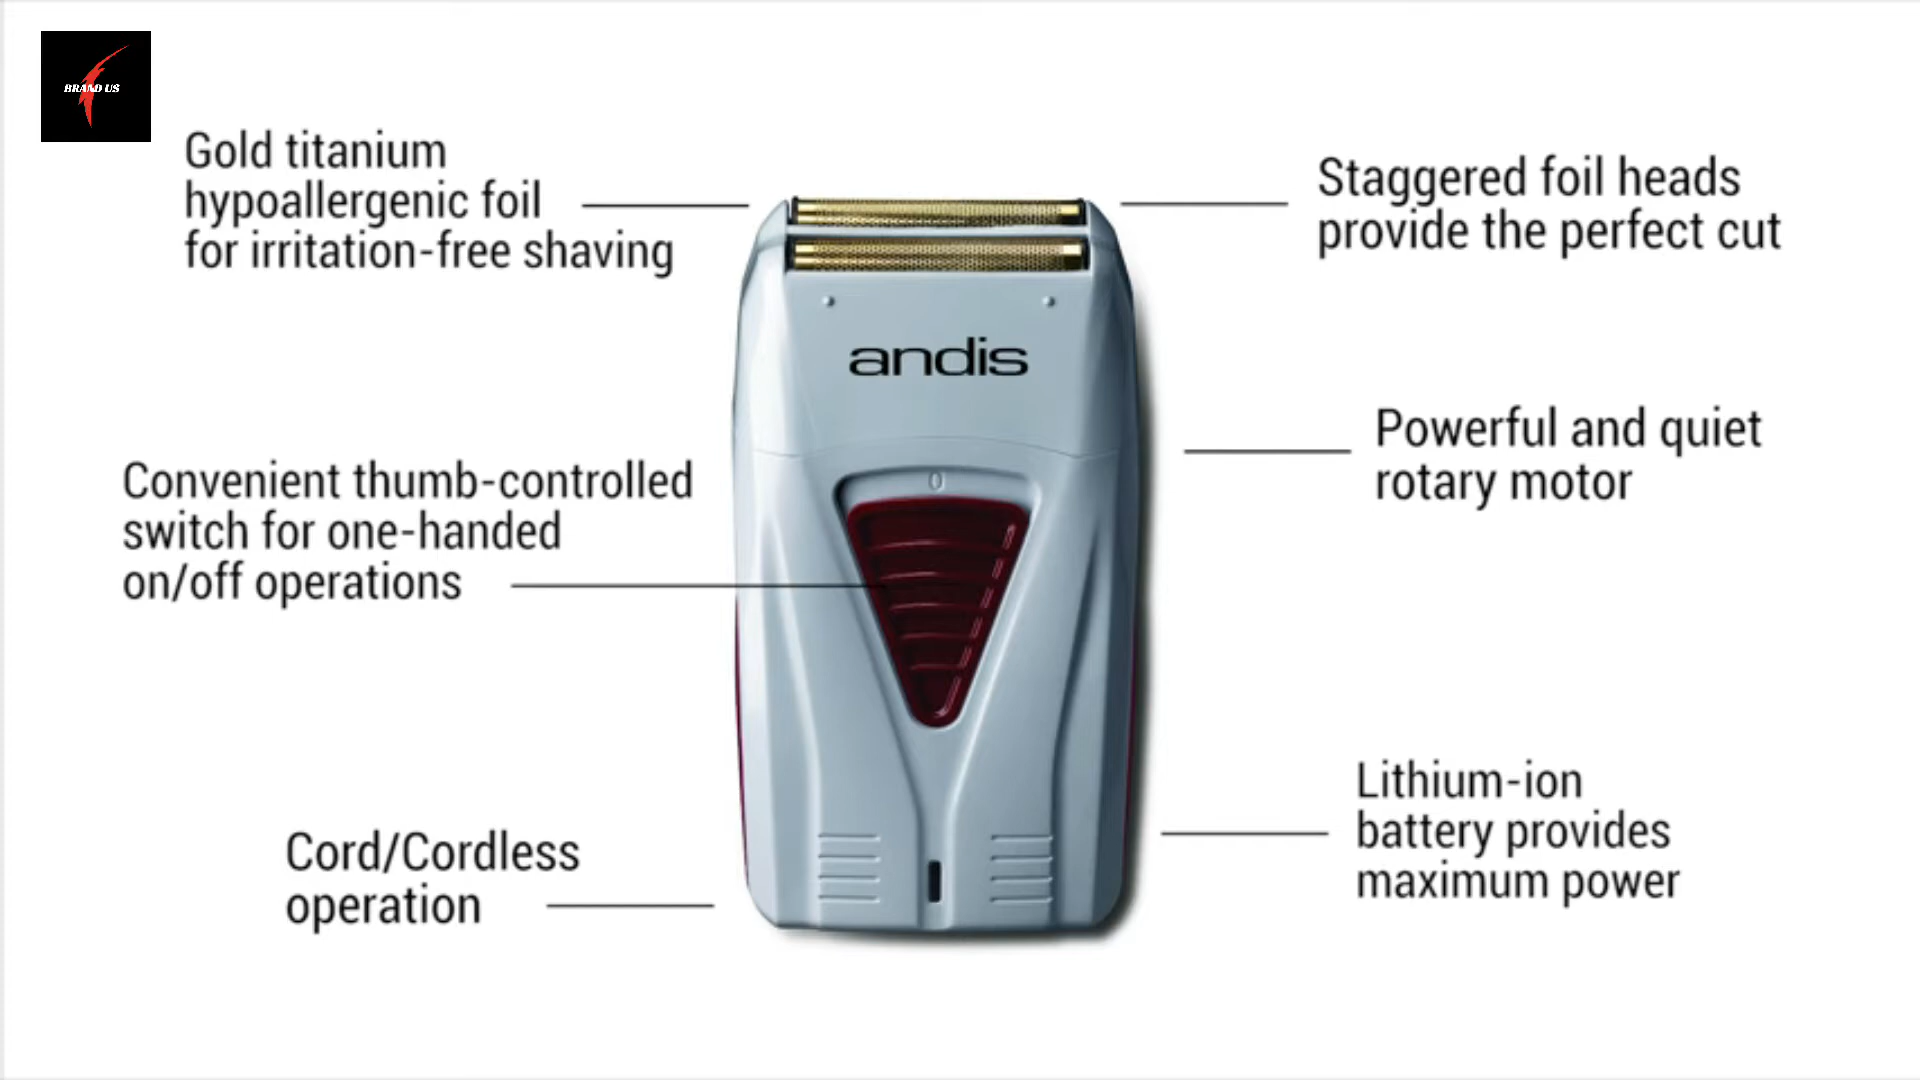 BRAND US
Gold titanium
hypoallergenic foil
for irritation-free shaving
Staggered foil heads
provide the perfect cut
andis
Powerful and quiet
rotary motor
0
Convenient thumb-controlled
switch for one-handed
on/off operations
Lithium-ion
battery provides
maximum power
Cord/Cordless
operation